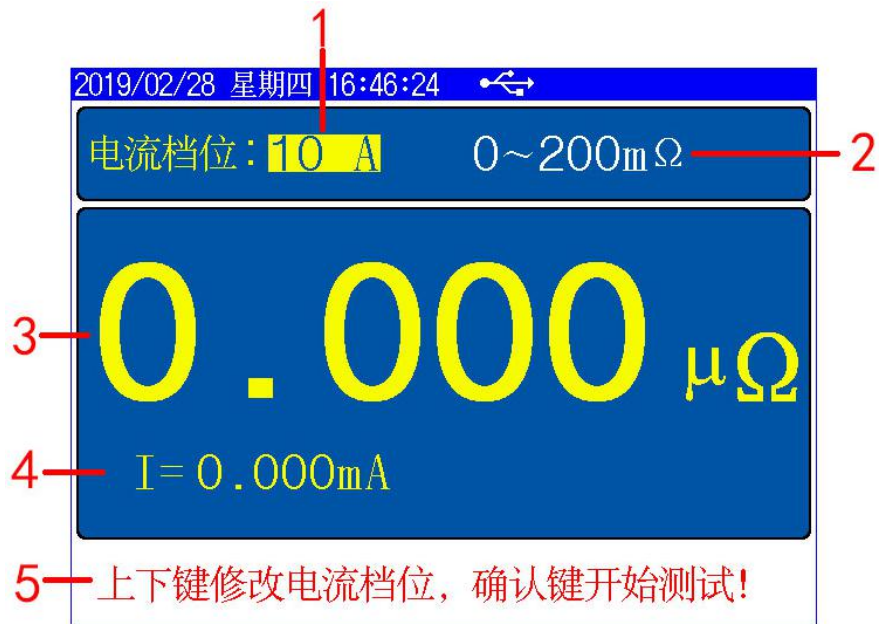 1
2019/02/28 星期四 16:46:24
电流档位:10 A 0~200mΩ 2
3 0.000 μΩ
4 I=0.000mA
5 上下键修改电流档位，确认键开始测试!